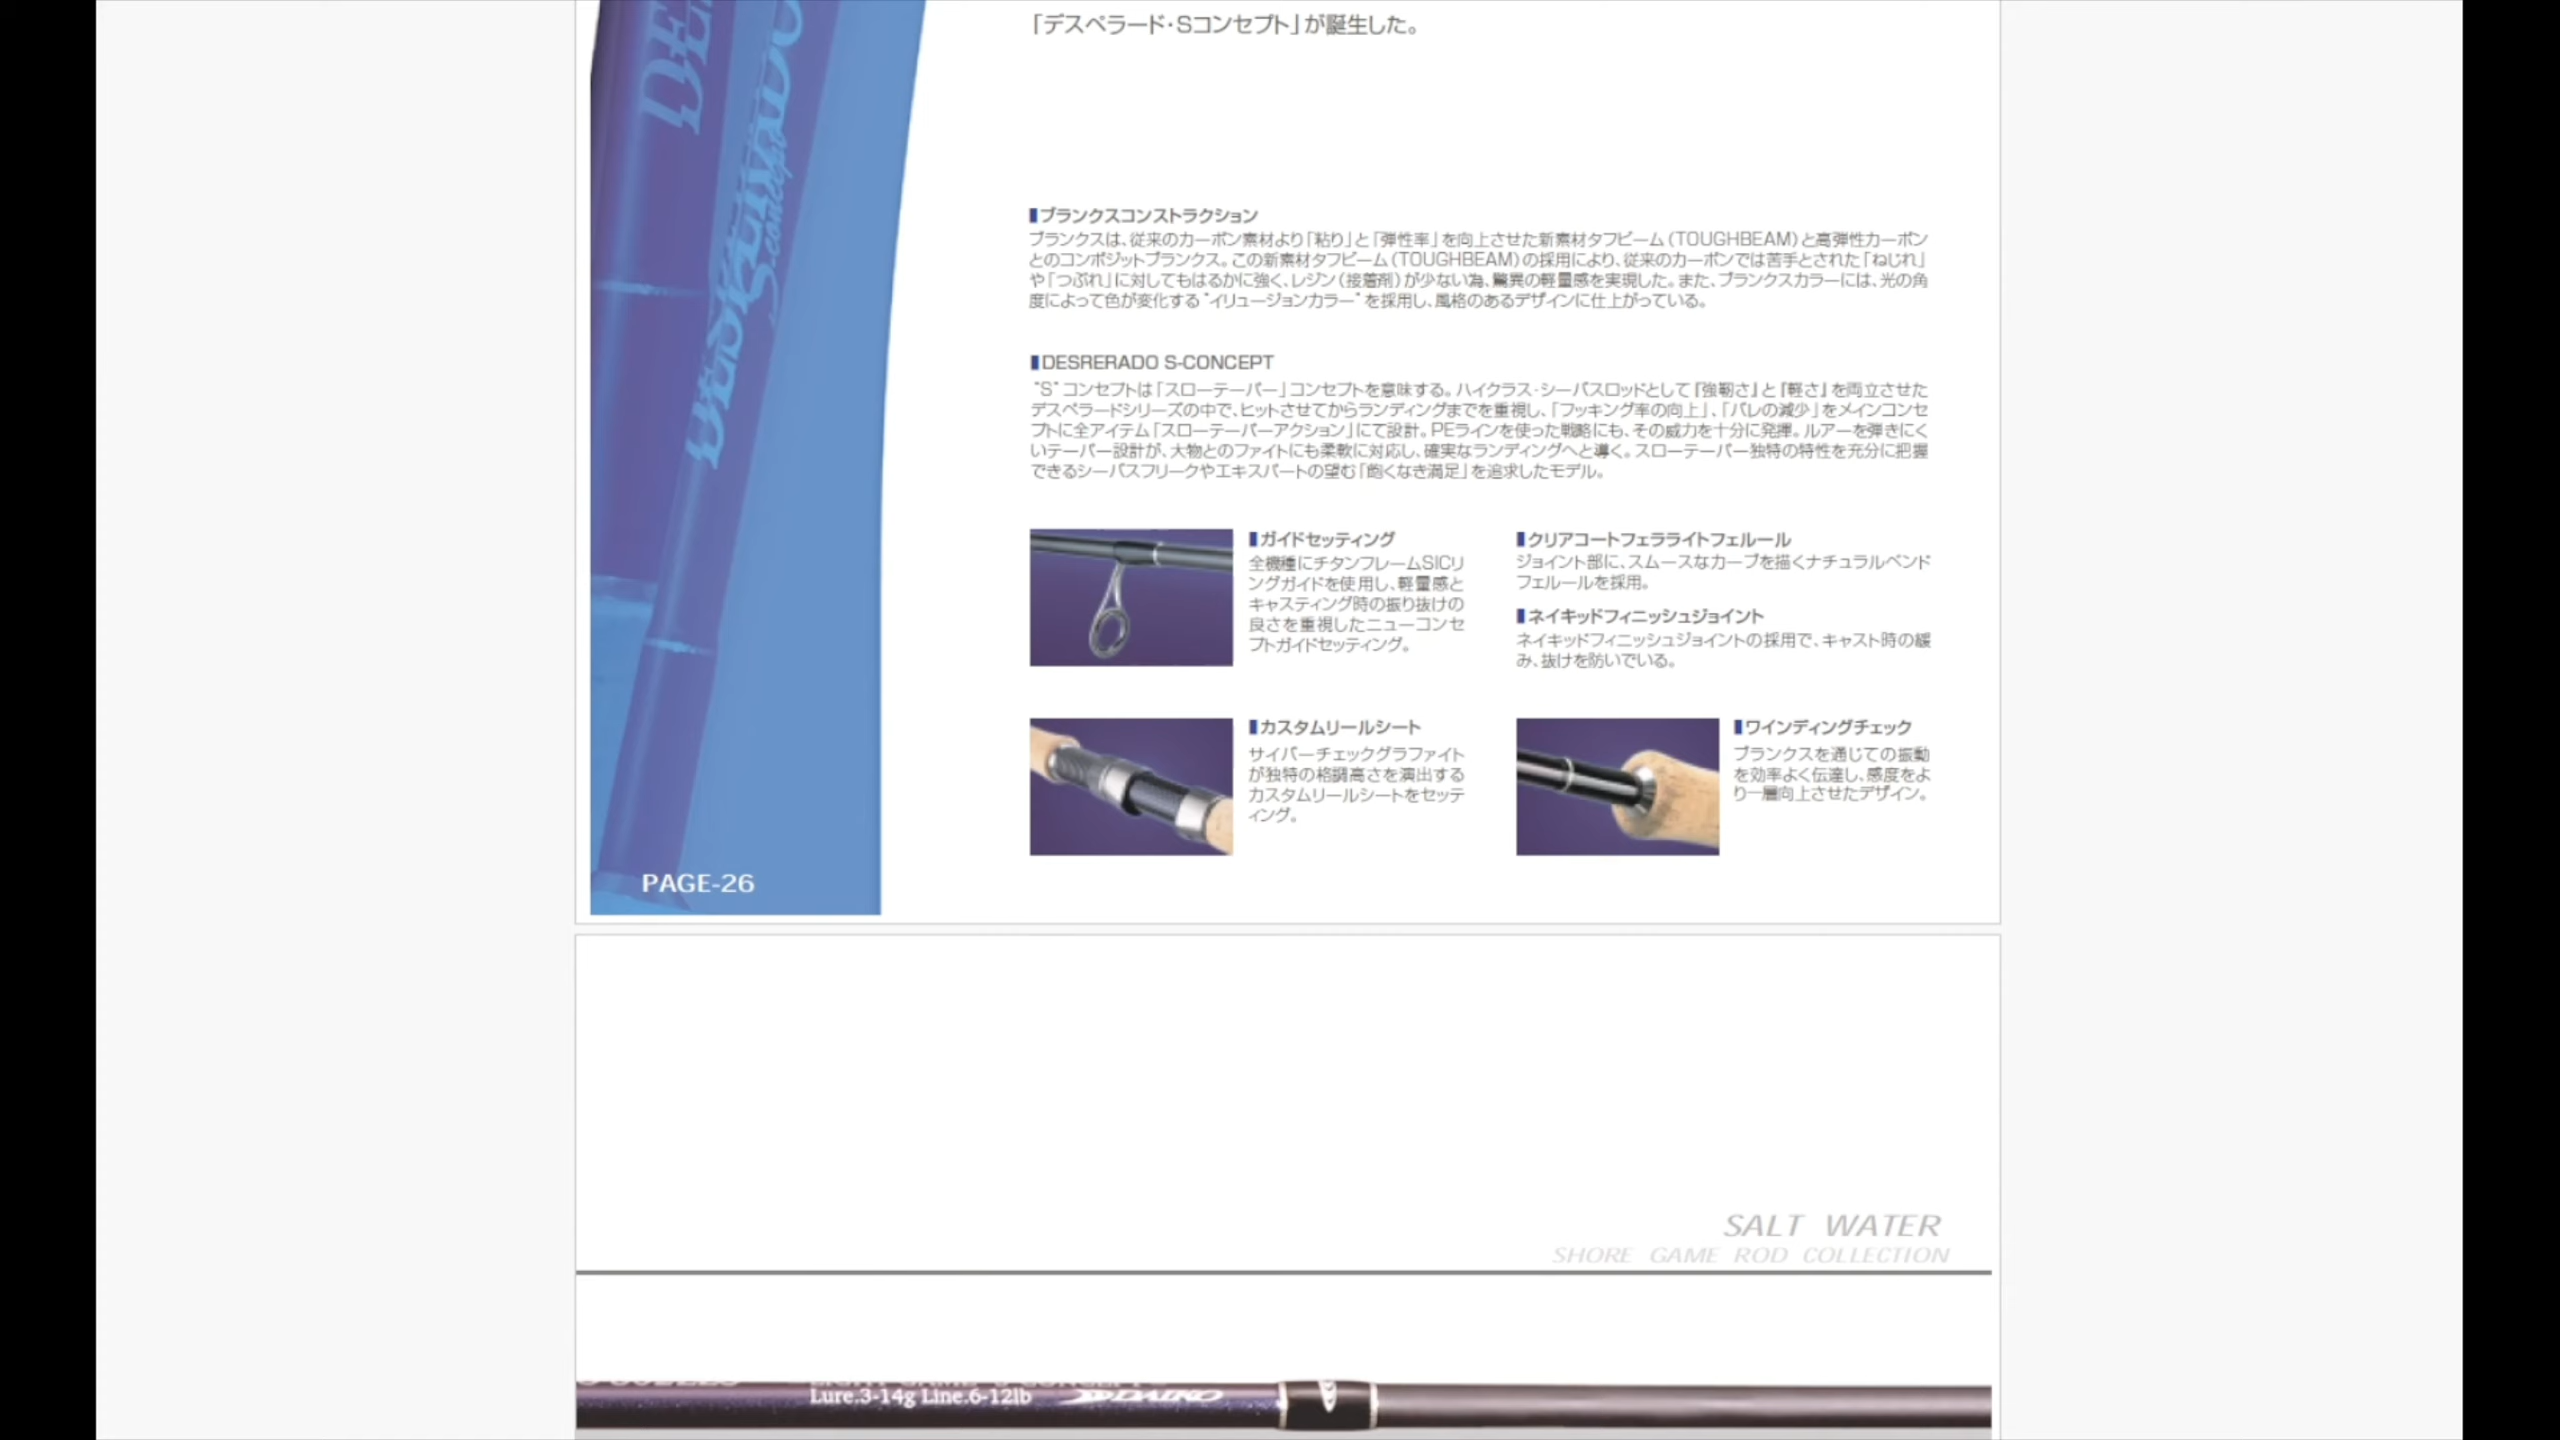 「デスペラード・Sコンセプト」が誕生した。
DESPERADO
S-concept
▮ブランクスコンストラクション
ブランクスは、従来のカーボン素材より「粘り」と「弾性率」を向上させた新素材タフビーム(TOUGHBEAM)と高弾性カーボン
とのコンポジットブランクス。この新素材タフビーム(TOUGHBEAM)の採用により、従来のカーボンでは苦手とされた「ねじれ」
や「つぶれ」に対してもはるかに強く、レジン(接着剤)が少ない為、驚異の軽量感を実現した。また、ブランクスカラーには、光の角
度によって色が変化する"イリュージョンカラー"を採用し、風格のあるデザインに仕上がっている。
▮DESRERADO S-CONCEPT
"S"コンセプトは「スローテーパー」コンセプトを意味する。ハイクラス・シーバスロッドとして『強靭さ』と『軽さ』を両立させた
デスペラードシリーズの中で、ヒットさせてからランディングまでを重視し、「フッキング率の向上」、「バレの減少」をメインコンセ
プトに全アイテム「スローテーパーアクション」にて設計。PEラインを使った戦略にも、その威力を十分に発揮。ルアーを弾きにく
いテーパー設計が、大物とのファイトにも柔軟に対応し、確実なランディングへと導く。スローテーパー独特の特性を充分に把握
できるシーバスフリークやエキスパートの望む「飽くなき満足」を追求したモデル。
▮ガイドセッティング
全機種にチタンフレームSICリ
ングガイドを使用し、軽量感と
キャスティング時の振り抜けの
良さを重視したニューコンセ
プトガイドセッティング。
▮クリアコートフェラライトフェルール
ジョイント部に、スムースなカーブを描くナチュラルベンド
フェルールを採用。
▮ネイキッドフィニッシュジョイント
ネイキッドフィニッシュジョイントの採用で、キャスト時の緩
み、抜けを防いでいる。
▮カスタムリールシート
サイバーチェックグラファイト
が独特の格調高さを演出する
カスタムリールシートをセッテ
ィング。
▮ワインディングチェック
ブランクスを通じての振動
を効率よく伝達し、感度をよ
り一層向上させたデザイン。
PAGE-26
SALT WATER
SHORE GAME ROD COLLECTION
Lure.3-14g Line.6-12lb
DAIKO